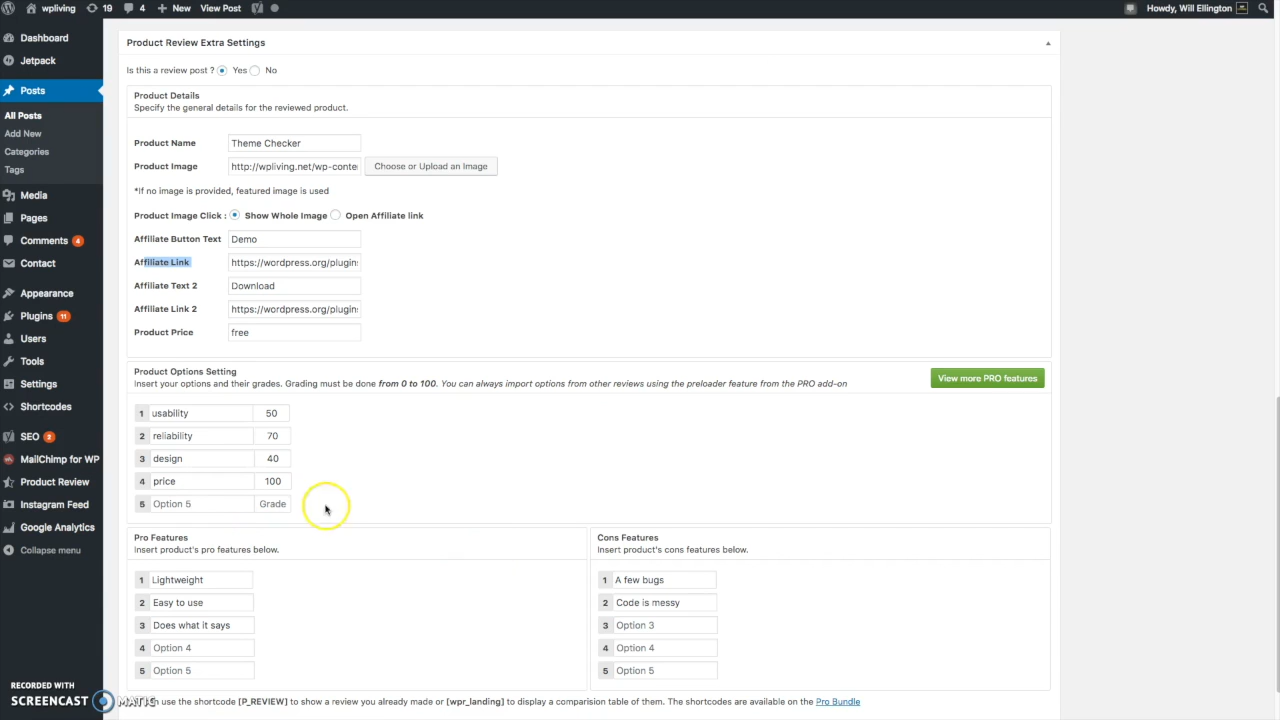 wpliving 19 4 New View Post Howdy, Will Ellington
Dashboard
Jetpack
Posts
All Posts
Add New
Categories
Tags
Media
Pages
Comments 4
Contact
Appearance
Plugins 11
Users
Tools
Settings
Shortcodes
SEO 2
MailChimp for WP
Product Review
Instagram Feed
Google Analytics
Collapse menu
Product Review Extra Settings
Is this a review post ? Yes No
Product Details
Specify the general details for the reviewed product.
Product Name Theme Checker
Product Image http://wpliving.net/wp-conte Choose or Upload an Image
*If no image is provided, featured image is used
Product Image Click : Show Whole Image Open Affiliate link
Affiliate Button Text Demo
Affiliate Link https://wordpress.org/plugin
Affiliate Text 2 Download
Affiliate Link 2 https://wordpress.org/plugin
Product Price free
Product Options Setting
Insert your options and their grades. Grading must be done from 0 to 100. You can always import options from other reviews using the preloader feature from the PRO add-on
View more PRO features
1 usability 50
2 reliability 70
3 design 40
4 price 100
5 Option 5 Grade
Pro Features
Insert product's pro features below.
1 Lightweight
2 Easy to use
3 Does what it says
4 Option 4
5 Option 5
Cons Features
Insert product's cons features below.
1 A few bugs
2 Code is messy
3 Option 3
4 Option 4
5 Option 5
use the shortcode [P_REVIEW] to show a review you already made or [wpr_landing] to display a comparision table of them. The shortcodes are available on the Pro Bundle
RECORDED WITH
SCREENCAST MATIC